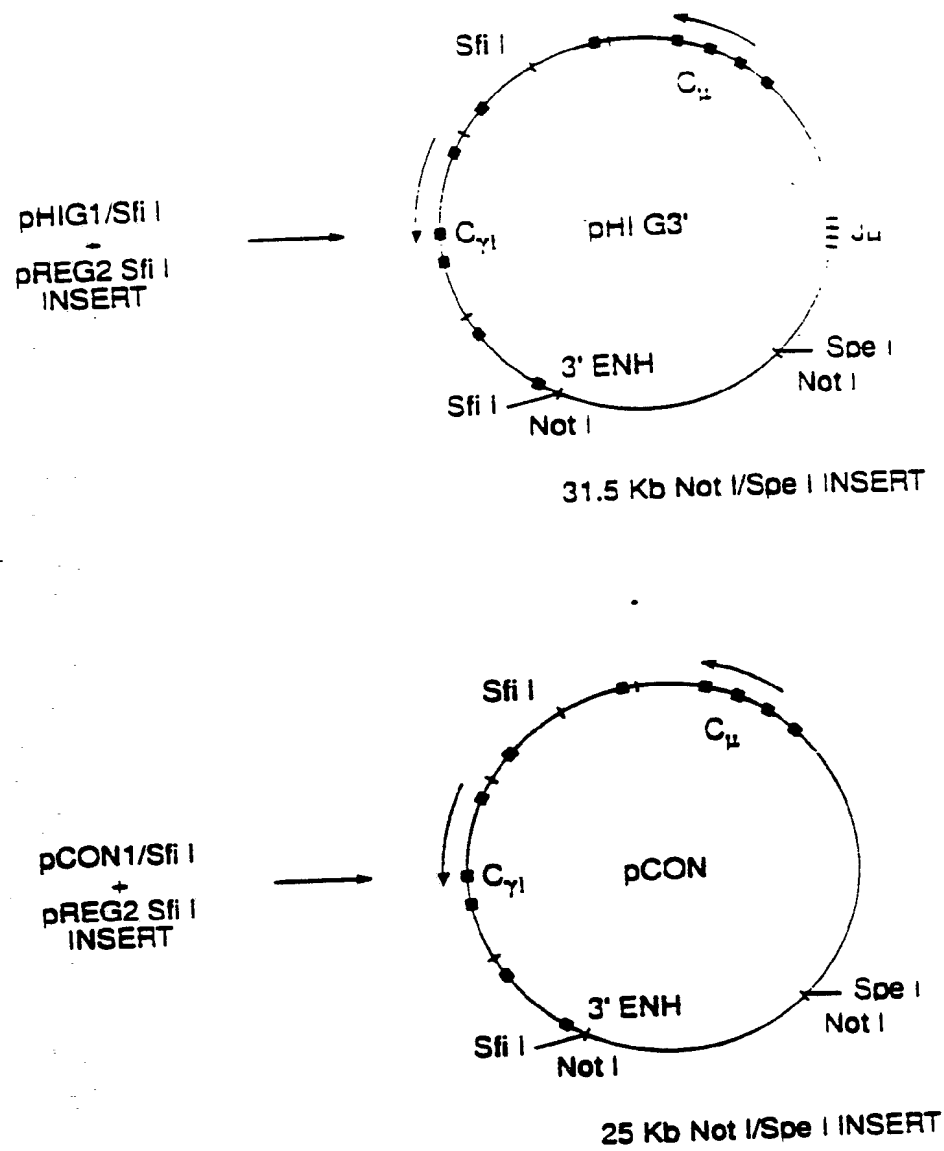 Sfi I
Cμ
pHIG1/Sfi I
+
pREG2 Sfi I
INSERT
Cγ1
pHI G3'
3' ENH
Spe I
Not I
Sfi I
Not I
31.5 Kb Not I/Spe I INSERT
Sfi I
Cμ
pCON1/Sfi I
+
pREG2 Sfi I
INSERT
Cγ1
pCON
3' ENH
Spe I
Not I
Sfi I
Not I
25 Kb Not I/Spe I INSERT